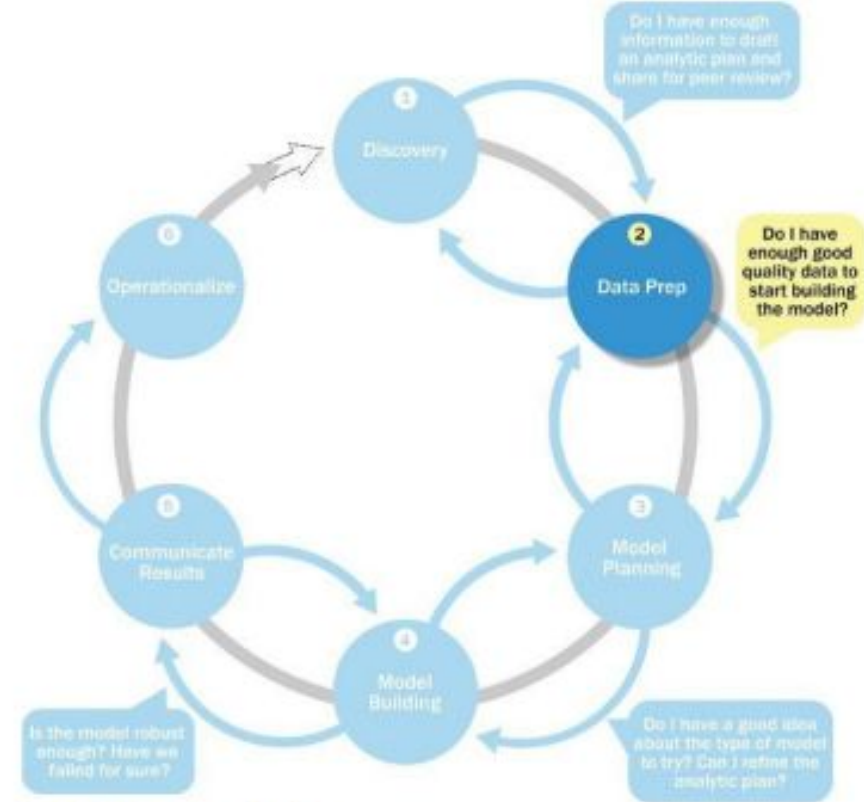 Do I have enough
information to draft
an analytic plan and
share for peer review?
1
Discovery
2
Data Prep
Do I have
enough good
quality data to
start building
the model?
3
Model
Planning
Do I have a good idea
about the type of model
to try? Can I refine the
analytic plan?
4
Model
Building
Is the model robust
enough? Have we
failed for sure?
5
Communicate
Results
6
Operationalize